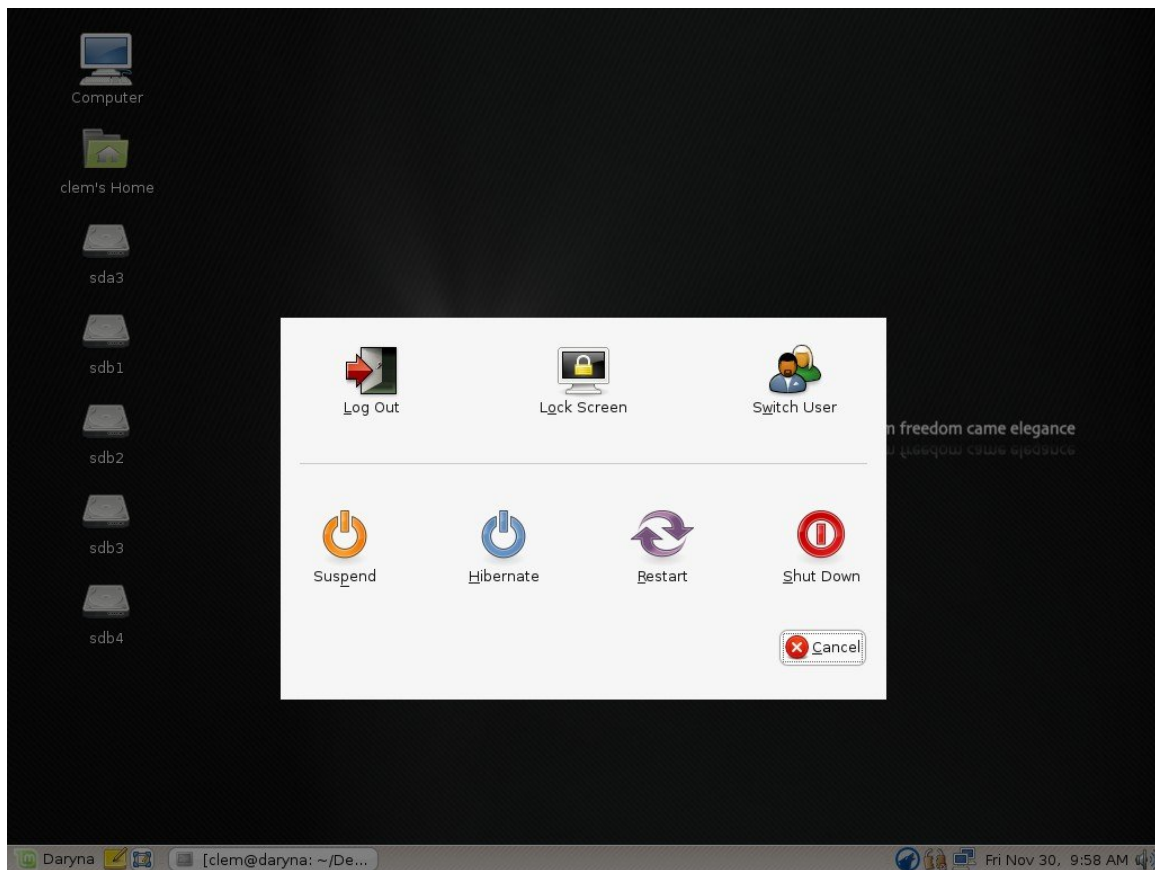 Computer
clem's Home
sda3
sdb1
sdb2
sdb3
sdb4
Log Out
Lock Screen
Switch User
freedom came elegance
Suspend
Hibernate
Restart
Shut Down
Cancel
Daryna
[clem@daryna: ~/De...
Fri Nov 30, 9:58 AM